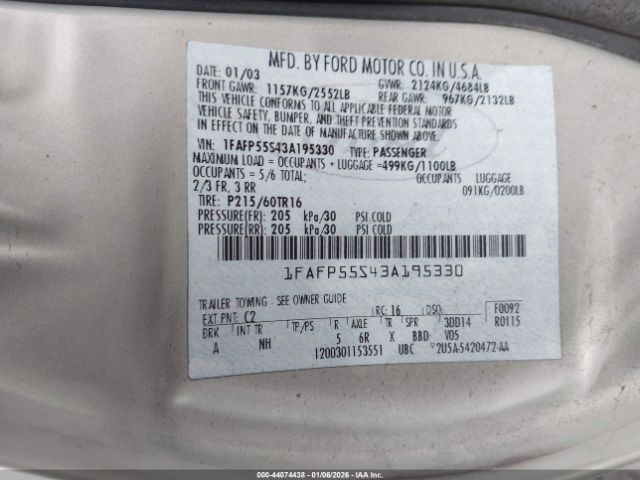 MFD. BY FORD MOTOR CO. IN U.S.A.
DATE: 01/03 GVWR: 2124KG/4684LB
FRONT GAWR: 1157KG/2552LB REAR GAWR: 967KG/2132LB
THIS VEHICLE CONFORMS TO ALL APPLICABLE FEDERAL MOTOR
VEHICLE SAFETY, BUMPER, AND THEFT PREVENTION STANDARDS
IN EFFECT ON THE DATE OF MANUFACTURE SHOWN ABOVE.
VIN: 1FAFP55S43A195330 TYPE: PASSENGER
MAXIMUM LOAD = OCCUPANTS + LUGGAGE =499KG/1100LB
OCCUPANTS = 5/6 TOTAL; OCCUPANTS LUGGAGE
2/3 FR, 3 RR 091KG/0200LB
TIRE: P215/60TR16
PRESSURE(FR) 205 kPa/30 PSI COLD
PRESSURE(RR) 205 kPa/30 PSI COLD
1FAFP55S43A195330
TRAILER TOWING - SEE OWNER GUIDE
EXT PNT: C2 RC: 16 DSO: F0092
BRK INT TR TP/PS R AXLE TR SPR 3DD14 R0115
A NH 5 6R X BBD V05
1200301153551 UBC 2U5A-5420472-AA
000-44074438 - 01/06/2026 - IAAI (CHICAGO)